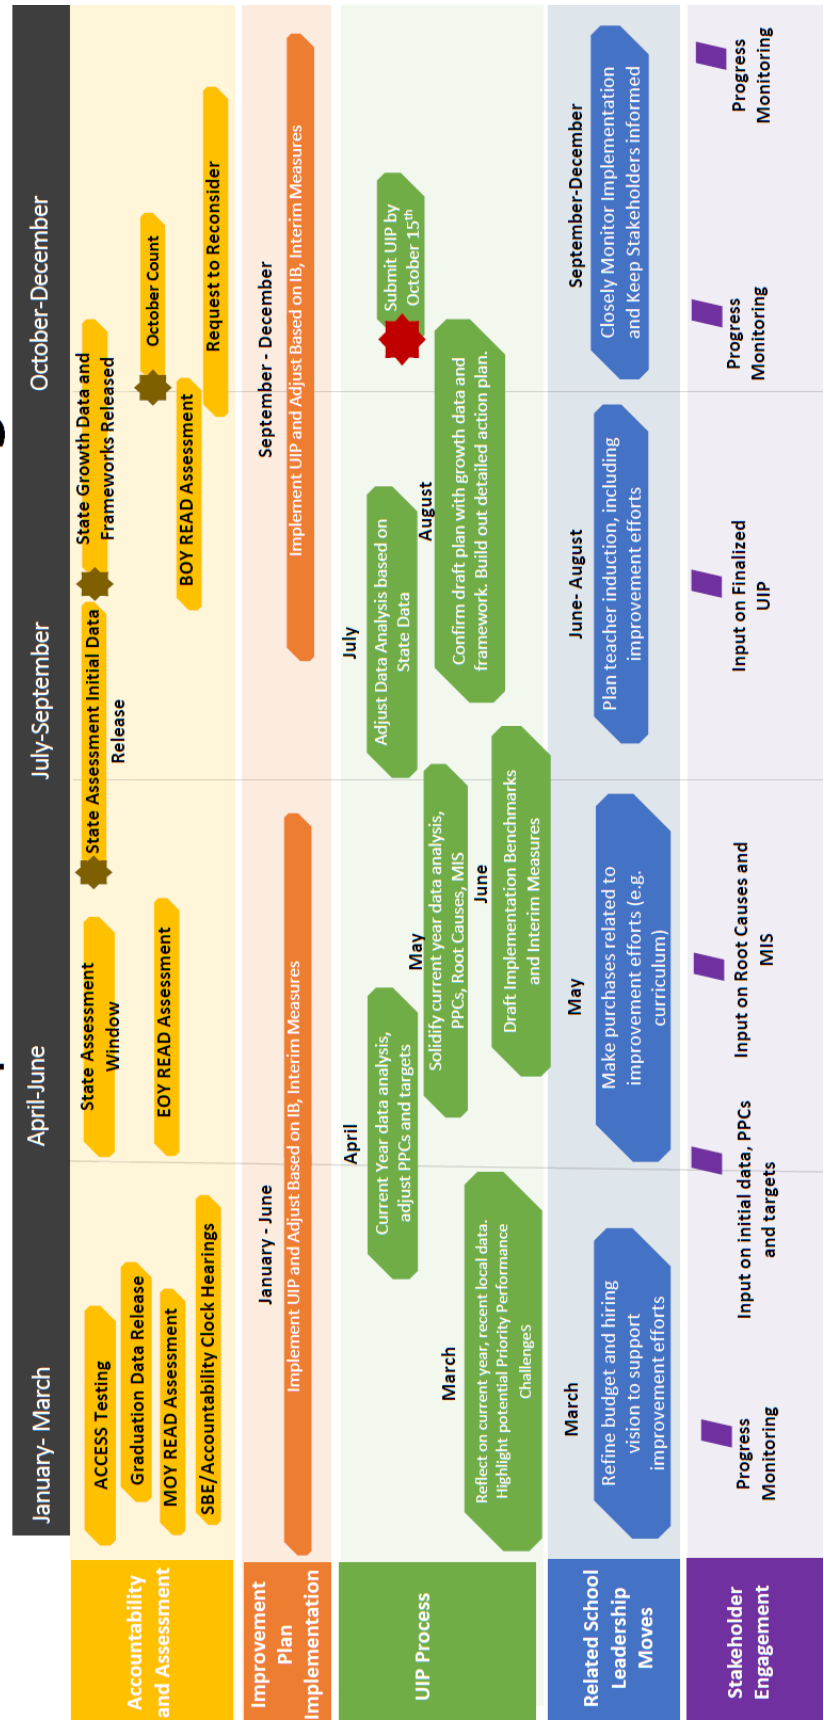 January- March
April-June
July-September
October-December
Accountability
and Assessment
ACCESS Testing
Graduation Data Release
MOY READ Assessment
SBE/Accountability Clock Hearings
State Assessment
Window
EOY READ Assessment
State Assessment Initial Data
Release
State Growth Data and
Frameworks Released
BOY READ Assessment
October Count
Request to Reconsider
Improvement
Plan
Implementation
January - June
Implement UIP and Adjust Based on IB, Interim Measures
September - December
Implement UIP and Adjust Based on IB, Interim Measures
UIP Process
March
Reflect on current year, recent local data.
Highlight potential Priority Performance
Challenges
April
Current Year data analysis,
adjust PPCs and targets
May
Solidify current year data analysis,
PPCs, Root Causes, MIS
June
Draft Implementation Benchmarks
and Interim Measures
July
Adjust Data Analysis based on
State Data
August
Confirm draft plan with growth data and
framework. Build out detailed action plan.
Submit UIP by
October 15th
Related School
Leadership
Moves
March
Refine budget and hiring
vision to support
improvement efforts
May
Make purchases related to
improvement efforts (e.g.
curriculum)
June- August
Plan teacher induction, including
improvement efforts
September-December
Closely Monitor Implementation
and Keep Stakeholders informed
Stakeholder
Engagement
Progress
Monitoring
Input on initial data, PPCs
and targets
Input on Root Causes and
MIS
Input on Finalized
UIP
Progress
Monitoring
Progress
Monitoring